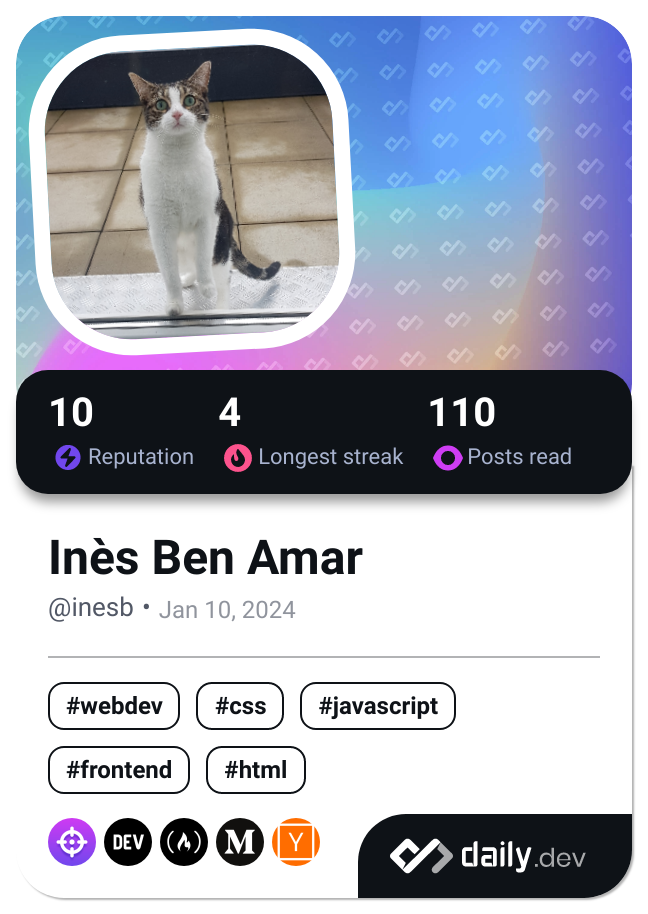 10 4 110
Reputation Longest streak Posts read
Inès Ben Amar
@inesb • Jan 10, 2024
#webdev #css #javascript
#frontend #html
DEV M Y
daily.dev